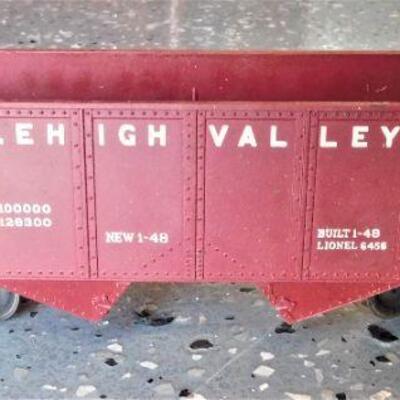 LEHIGH VALLEY
100000
128300
NEW 1-48
BUILT 1-48
LIONEL 6456